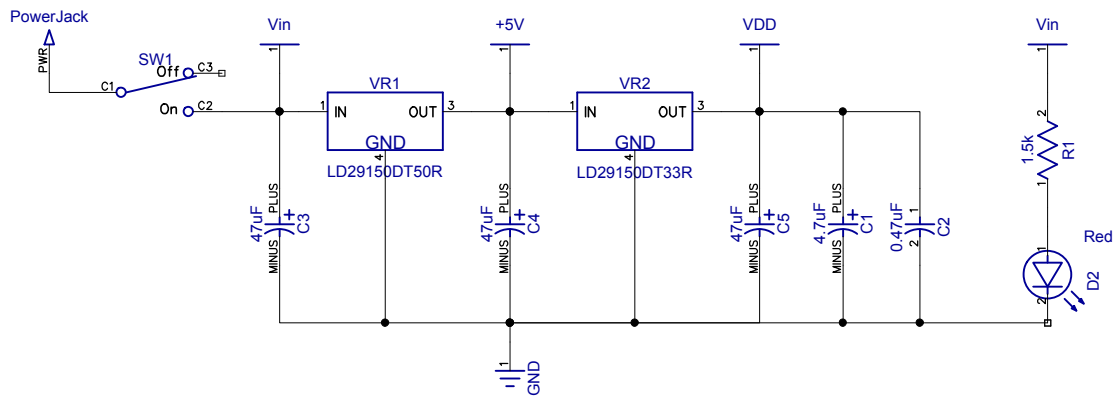 PowerJack
PWR
SW1
Off
C3
C1
On
C2
Vin
1
1
IN
VR1
OUT
3
GND
4
LD29150DT50R
+5V
1
1
IN
VR2
OUT
3
GND
4
LD29150DT33R
VDD
1
Vin
1
47uF
PLUS
+
MINUS
C3
47uF
PLUS
+
MINUS
C4
47uF
PLUS
+
MINUS
C5
4.7uF
PLUS
+
MINUS
C1
0.47uF
1
2
C2
2
1.5k
R1
1
Red
1
D2
2
1
GND